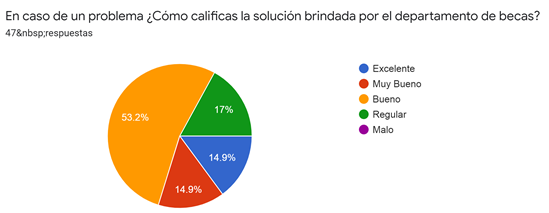 En caso de un problema ¿Cómo calificas la solución brindada por el departamento de becas?
47&nbsp;respuestas
Excelente
Muy Bueno
Bueno
Regular
Malo
53.2%
17%
14.9%
14.9%